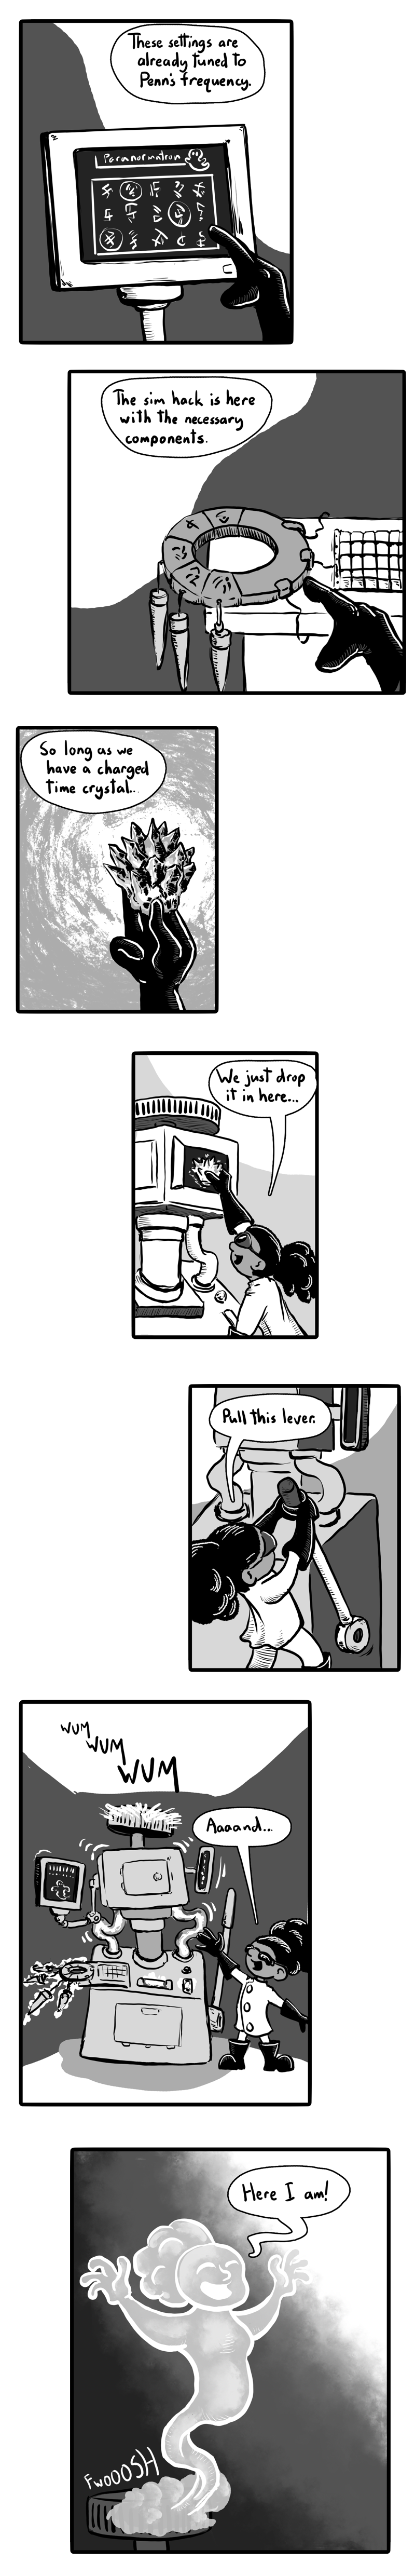 These settings are
already tuned to
Penn's frequency.
Paranormatron
The sim hack is here
with the necessary
components.
So long as we
have a charged
time crystal...
We just drop
it in here...
Pull this lever.
WUM
WUM
WUM
Aaaand...
Here I am!
FWOOOSH